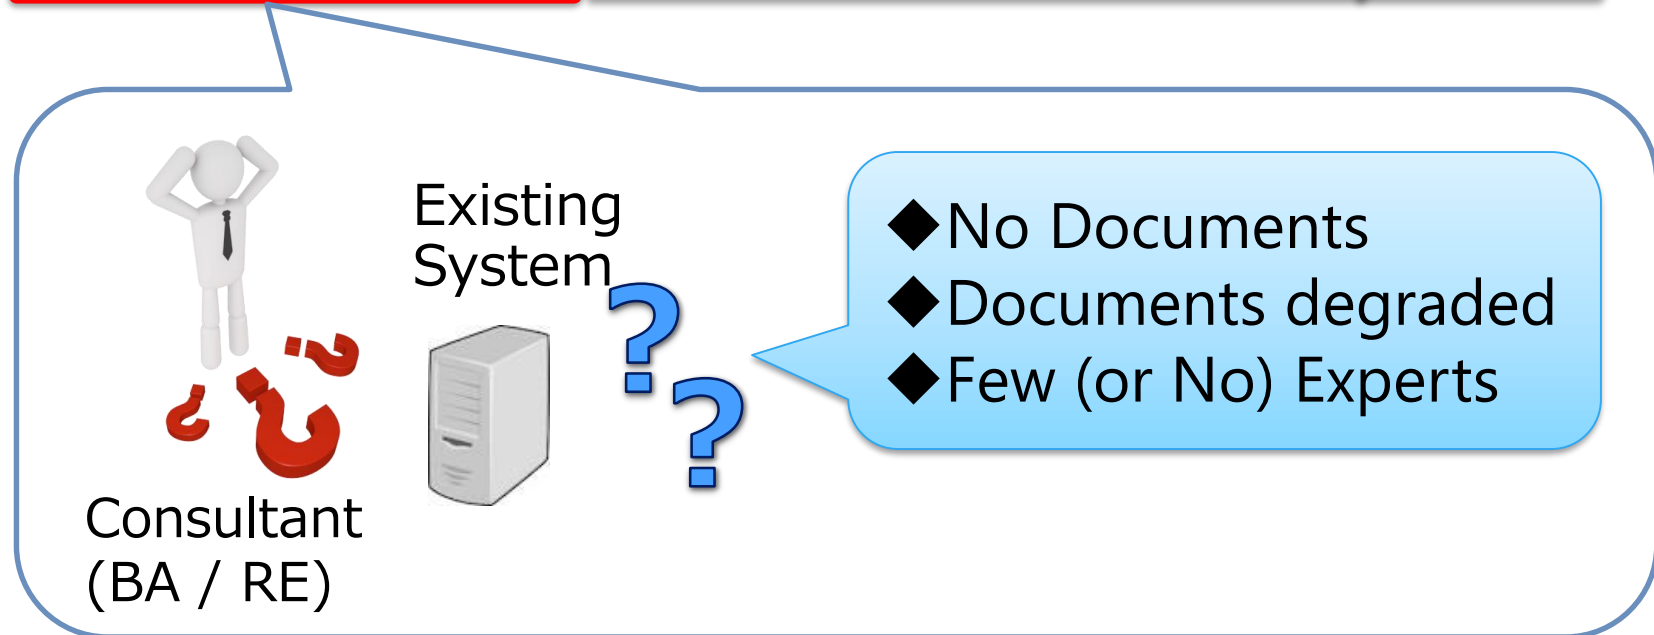 Existing
System
?
?
◆No Documents
◆Documents degraded
◆Few (or No) Experts
Consultant
(BA / RE)